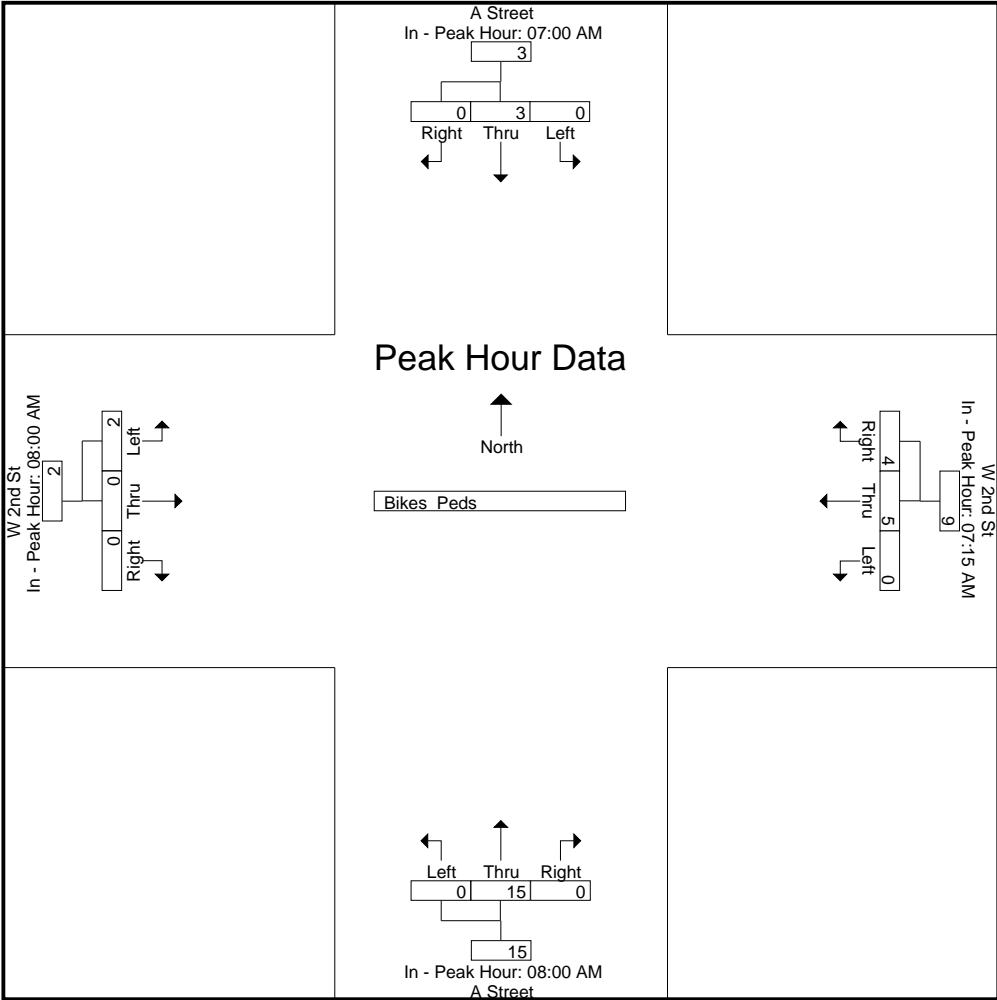 A Street
In - Peak Hour: 07:00 AM
3
0 3 0
Right Thru Left
Peak Hour Data
North
Bikes Peds
W 2nd St
In - Peak Hour: 08:00 AM
2
2 0 0
Left Thru Right
W 2nd St
In - Peak Hour: 07:15 AM
9
4 5 0
Right Thru Left
Left Thru Right
0 15 0
15
In - Peak Hour: 08:00 AM
A Street